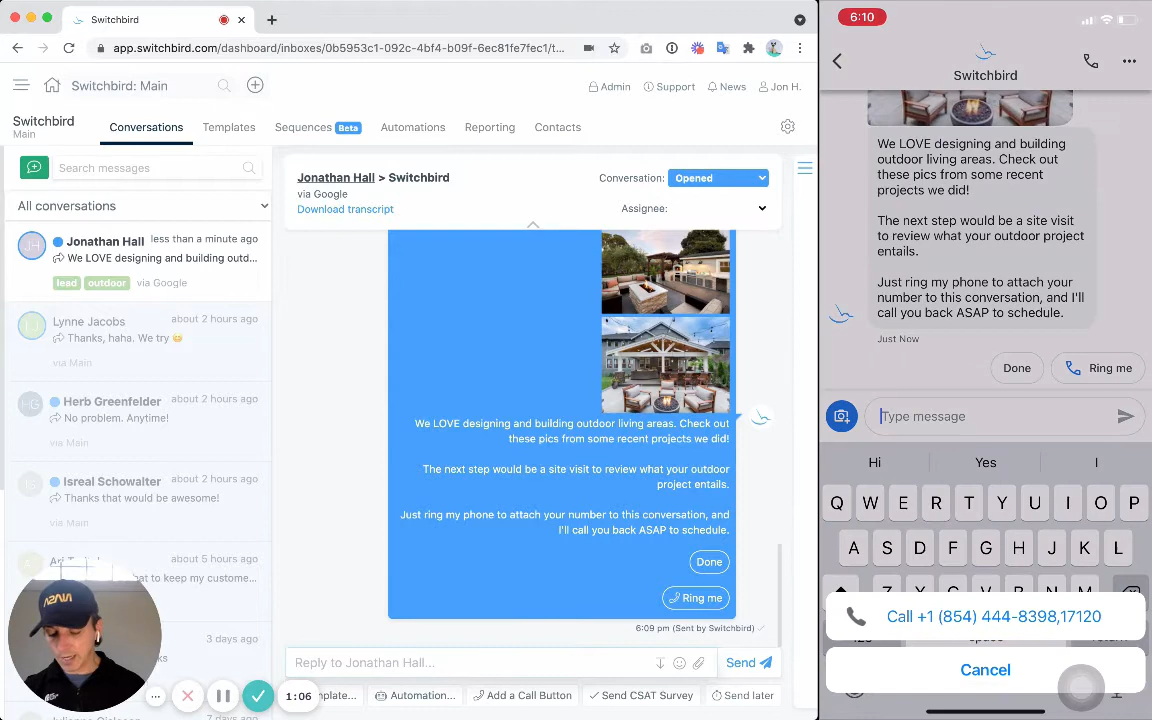 Switchbird
app.switchbird.com/dashboard/inboxes/0b5953c1-092c-4bf4-b09f-6ec81fe7fec1/t...
Switchbird: Main
Admin
Support
News
Jon H.
Switchbird
Main
Conversations
Templates
Sequences Beta
Automations
Reporting
Contacts
Search messages
All conversations
Jonathan Hall
less than a minute ago
We LOVE designing and building outd...
lead
outdoor
via Google
Lynne Jacobs
about 2 hours ago
Thanks, haha. We try 😀
via Main
HG
Herb Greenfelder
about 2 hours ago
No problem. Anytime!
via Main
IS
Isreal Schowalter
about 2 hours ago
Thanks that would be awesome!
via Main
about 5 hours ago
hat to keep my custome...
3 days ago
7 days ago
Jonathan Hall > Switchbird
via Google
Download transcript
Conversation:
Opened
Assignee:
We LOVE designing and building outdoor living areas. Check out
these pics from some recent projects we did!
The next step would be a site visit to review what your outdoor
project entails.
Just ring my phone to attach your number to this conversation, and
I'll call you back ASAP to schedule.
Done
Ring me
6:09 pm (Sent by Switchbird)
Reply to Jonathan Hall...
Send
1:06
Automation...
Add a Call Button
Send CSAT Survey
Send later
6:10
Switchbird
We LOVE designing and building
outdoor living areas. Check out
these pics from some recent
projects we did!
The next step would be a site visit
to review what your outdoor project
entails.
Just ring my phone to attach your
number to this conversation, and I'll
call you back ASAP to schedule.
Just Now
Done
Ring me
Type message
Hi
Yes
I
Q W E R T Y U I O P
A S D F G H J K L
Call +1 (854) 444-8398,17120
Cancel